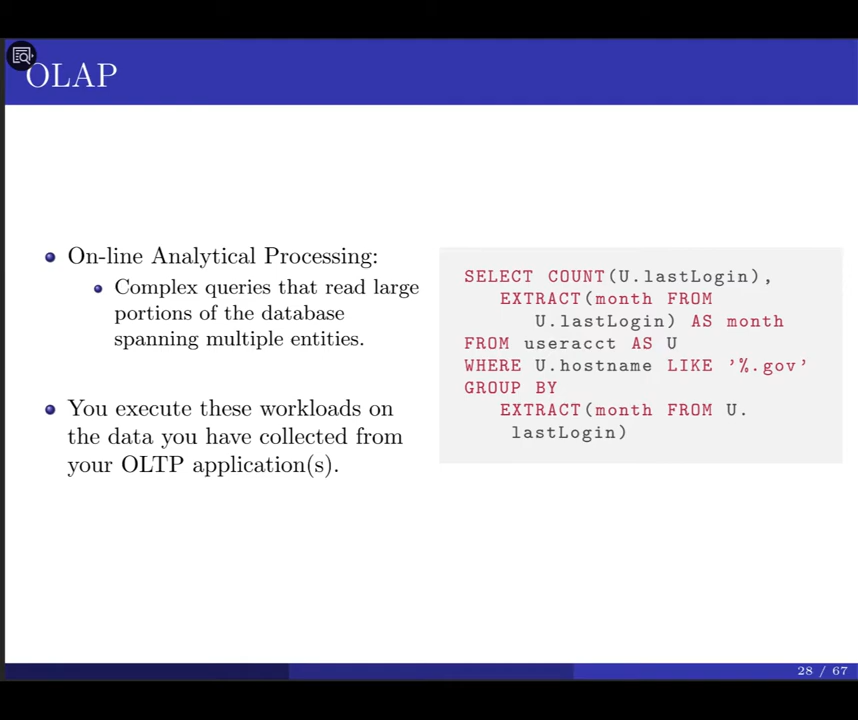 OLAP
On-line Analytical Processing:
Complex queries that read large
portions of the database
spanning multiple entities.
You execute these workloads on
the data you have collected from
your OLTP application(s).
SELECT COUNT(U.lastLogin),
EXTRACT(month FROM
U.lastLogin) AS month
FROM useracct AS U
WHERE U.hostname LIKE '%.gov'
GROUP BY
EXTRACT(month FROM U.
lastLogin)
28 / 67